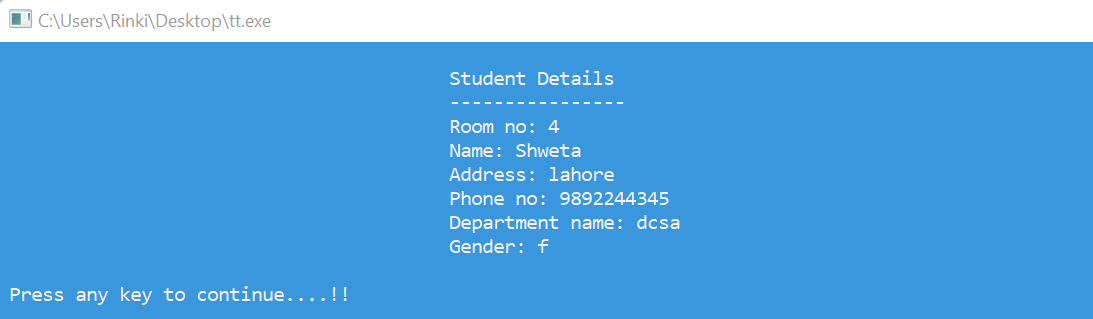 C:\Users\Rinki\Desktop\tt.exe
Student Details
----------------
Room no: 4
Name: Shweta
Address: lahore
Phone no: 9892244345
Department name: dcsa
Gender: f
Press any key to continue....!!